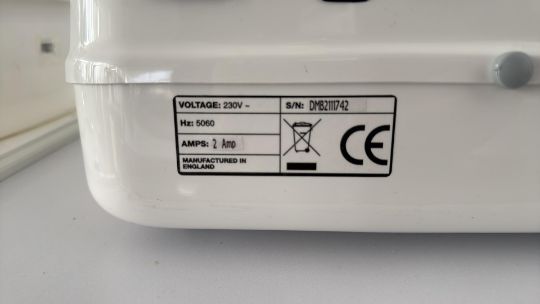 VOLTAGE: 230V ~
S/N: DMB2111742
Hz: 5060
AMPS: 2 Amp
MANUFACTURED IN
ENGLAND
CE